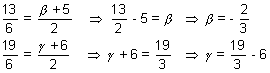 13/6 = (β + 5)/2 ⇒ 13/2 - 5 = β ⇒ β = - 2/3
19/6 = (γ + 6)/2 ⇒ γ + 6 = 19/3 ⇒ γ = 19/3 - 6